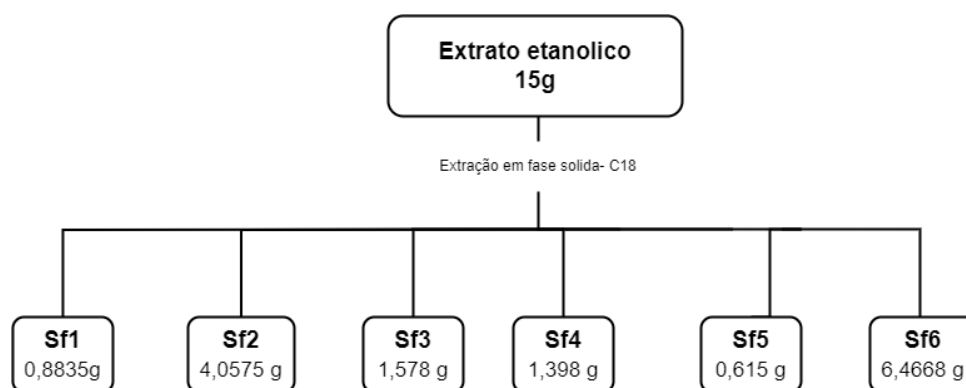 Extrato etanolico
15g
Extração em fase solida- C18
Sf1
0,8835g
Sf2
4,0575 g
Sf3
1,578 g
Sf4
1,398 g
Sf5
0,615 g
Sf6
6,4668 g